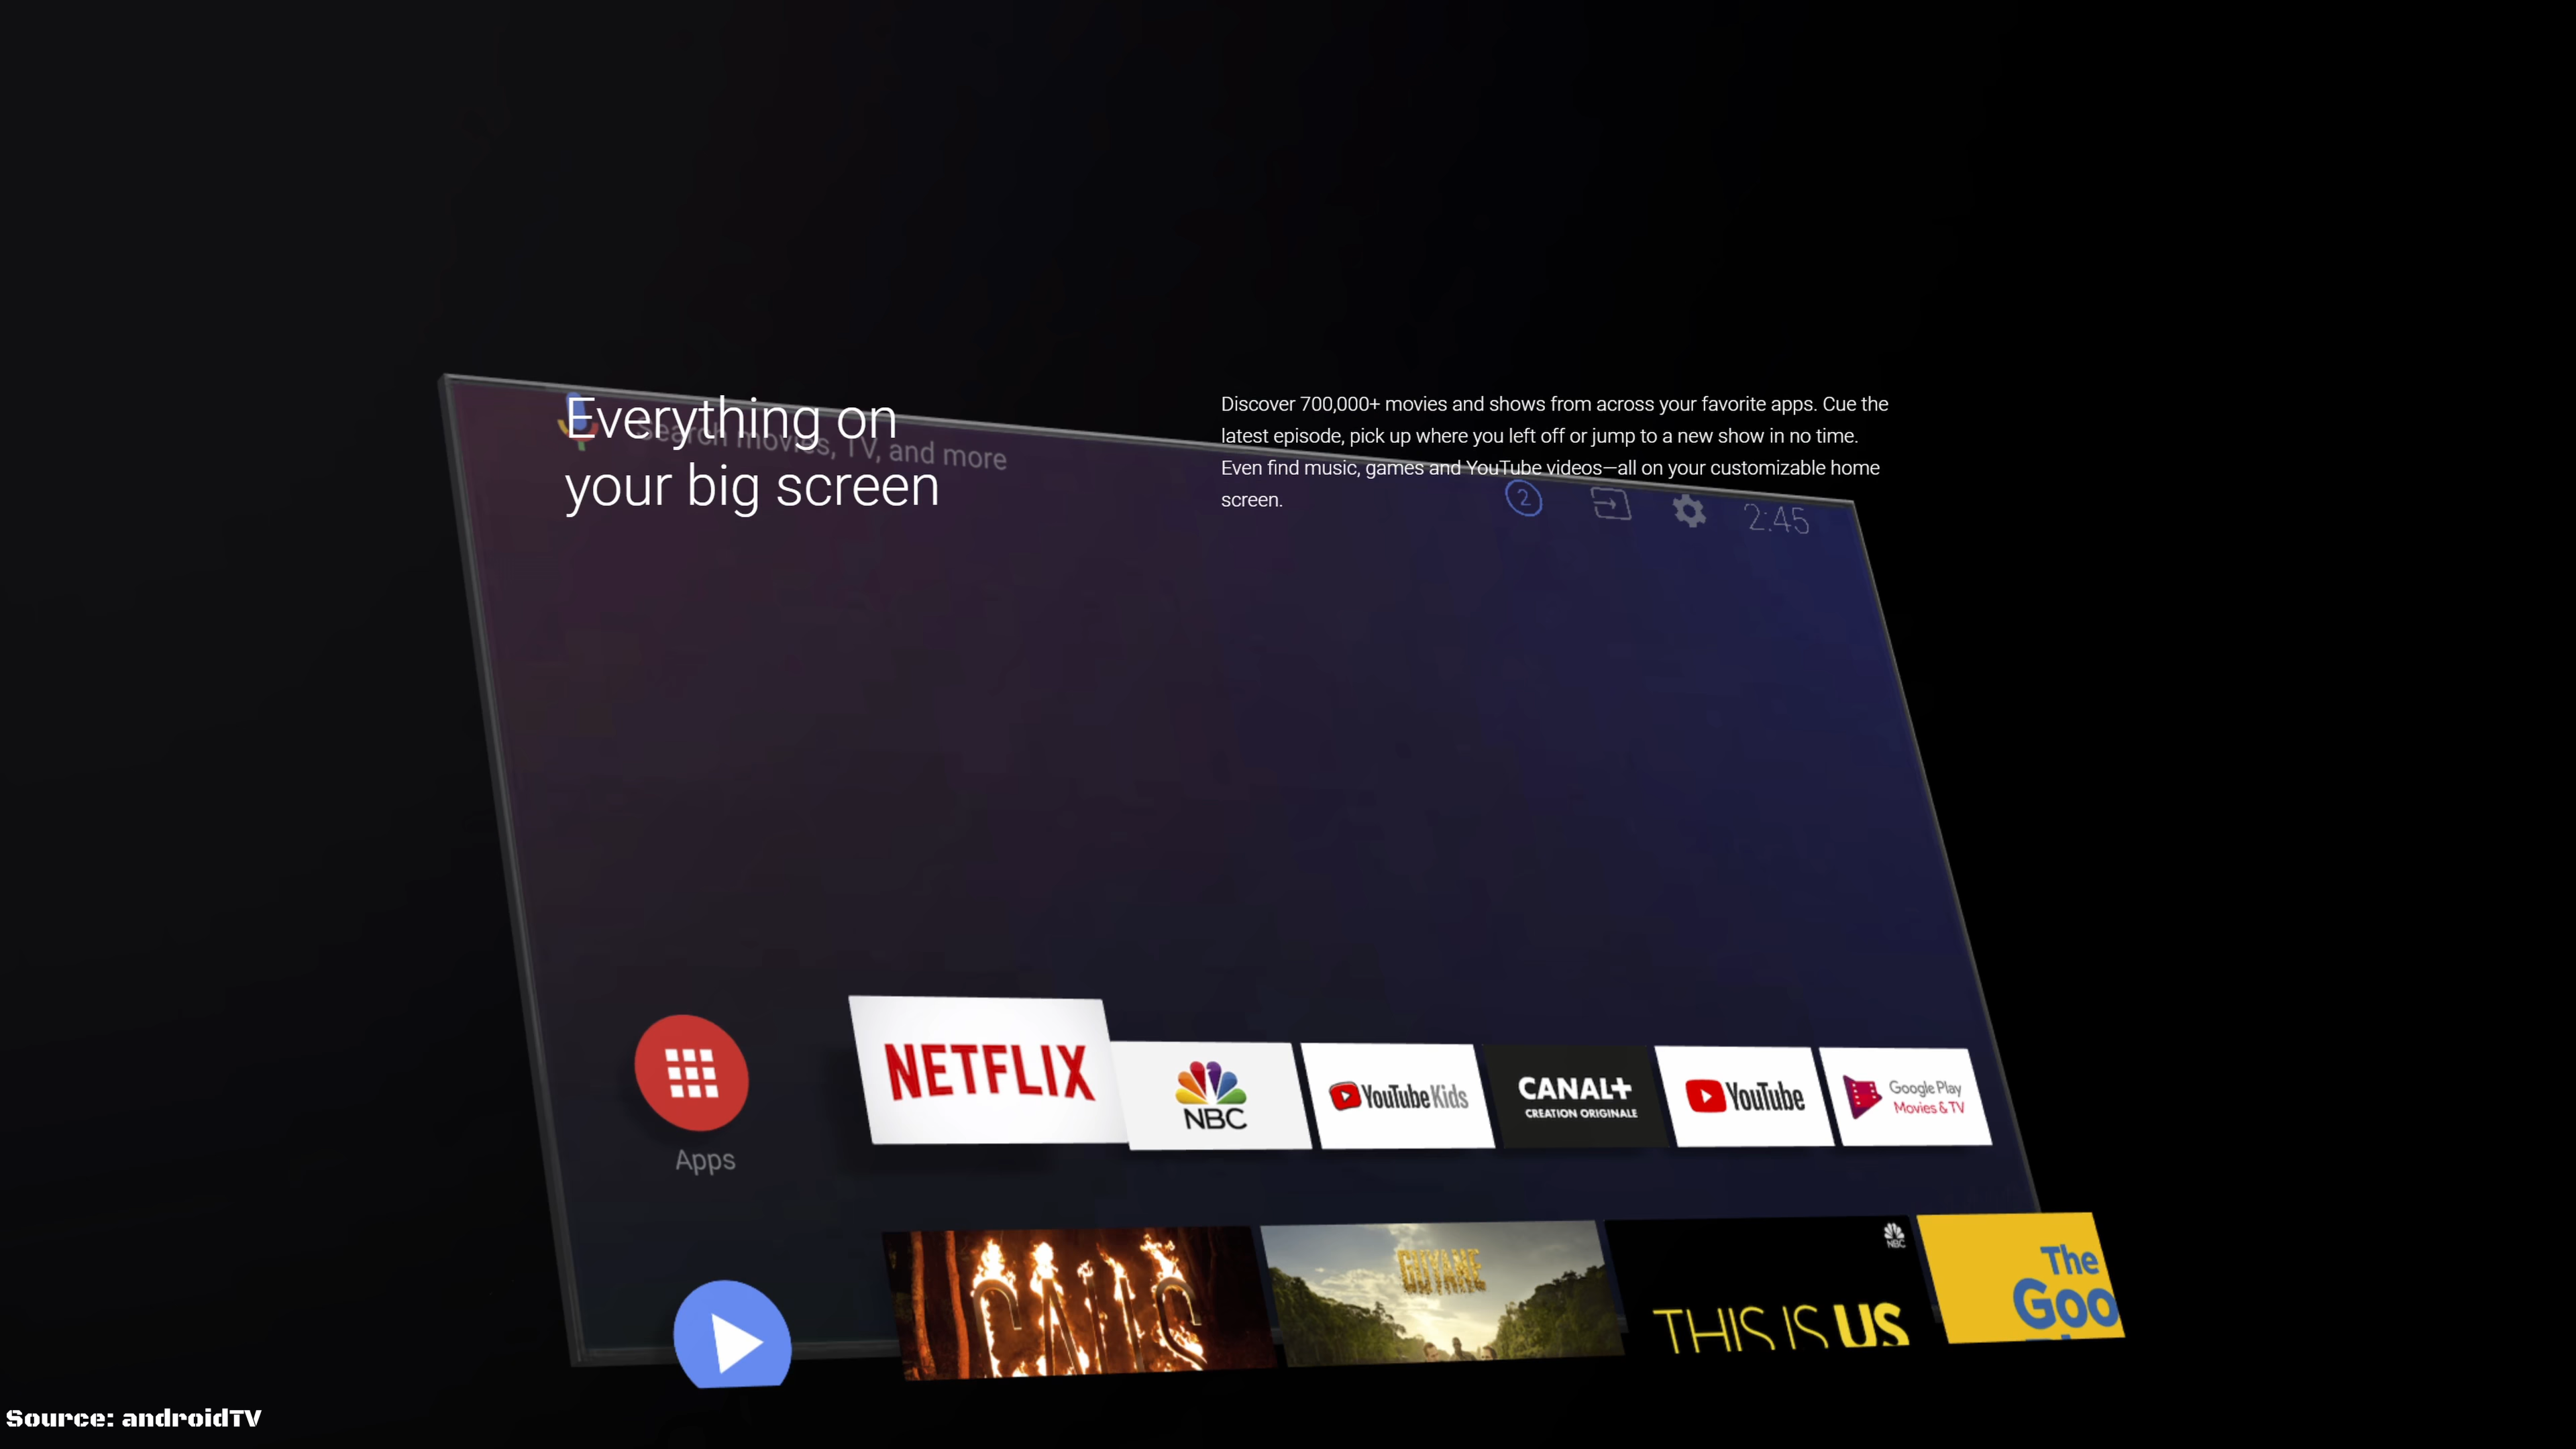 Everything on
your big screen
Search movies, TV, and more
Discover 700,000+ movies and shows from across your favorite apps. Cue the
latest episode, pick up where you left off or jump to a new show in no time.
Even find music, games and YouTube videos—all on your customizable home
screen.
2
2:45
Apps
NETFLIX
NBC
YouTube Kids
CANAL+
CREATION ORIGINALE
YouTube
Google Play
Movies & TV
CALLS
GUYANE
NBC
THIS IS US
The
Goo
Source: androidTV